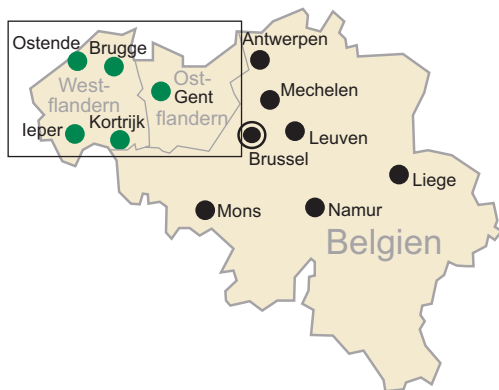 Antwerpen
Ostende
Brugge
West-
flandern
Ost-
Gent
flandern
Mechelen
Ieper
Kortrijk
Leuven
Brussel
Liege
Mons
Namur
Belgien